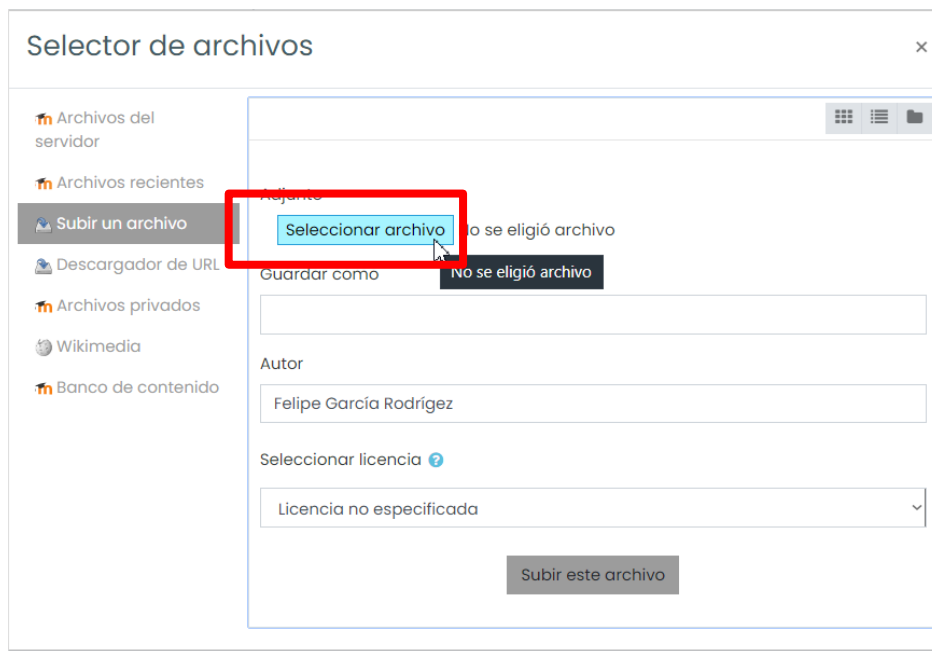 Selector de archivos
×
Archivos del
servidor
Archivos recientes
Subir un archivo
Descargador de URL
Archivos privados
Wikimedia
Banco de contenido
Adjunto
Seleccionar archivo No se eligió archivo
No se eligió archivo
Guardar como
Autor
Felipe García Rodrígez
Seleccionar licencia ?
Licencia no especificada
Subir este archivo